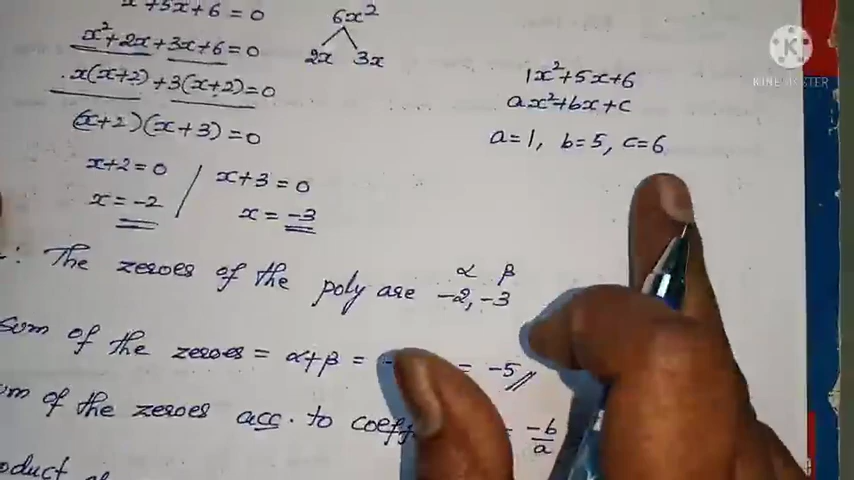 x²+5x+6=0
x²+2x+3x+6=0
x(x+2)+3(x+2)=0
(x+2)(x+3)=0
x+2=0 / x+3=0
x=-2 x=-3
6x²
2x 3x
1x²+5x+6
ax²+bx+c
a=1, b=5, c=6
K
KINEMASTER
The zeroes of the poly are -2, -3
α β
Sum of the zeroes = α+β = - = -5
of the zeroes acc. to = -b/a